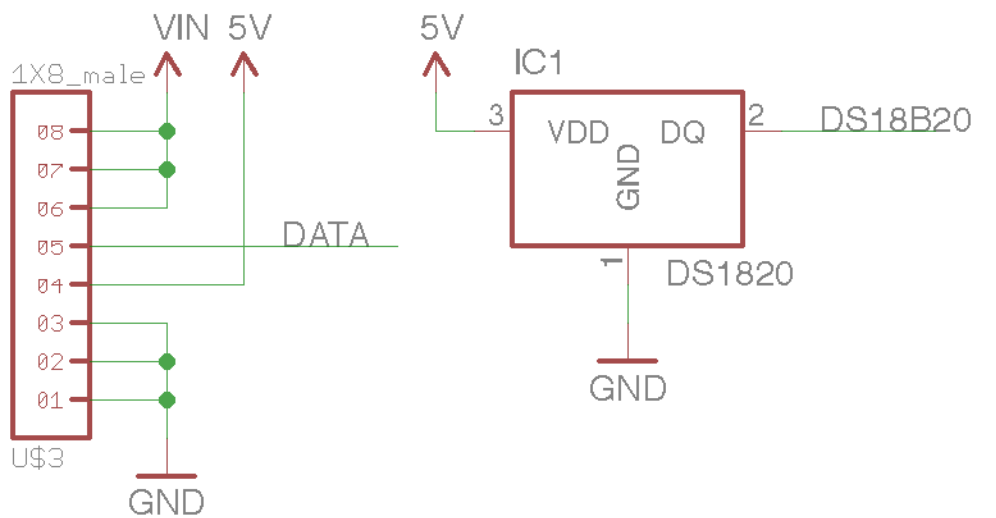 VIN 5V
1X8_male
08
07
06
05
04
03
02
01
DATA
U$3
GND
5V
IC1
3
VDD DQ
GND
2
DS18B20
1
DS1820
GND